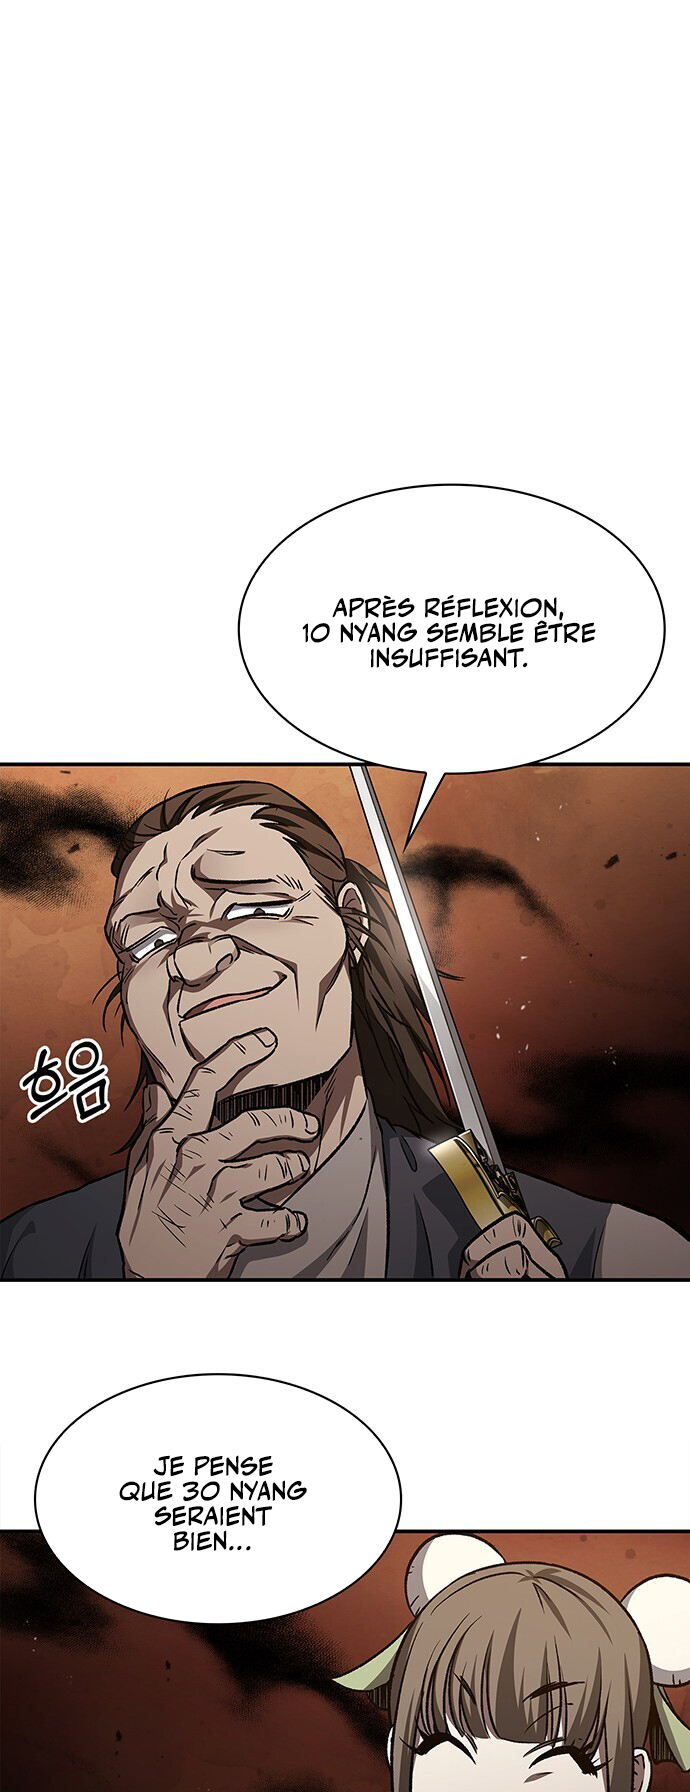 APRÈS RÉFLEXION,
10 NYANG SEMBLE ÊTRE
INSUFFISANT.
흐음
JE PENSE
QUE 30 NYANG
SERAIENT
BIEN...